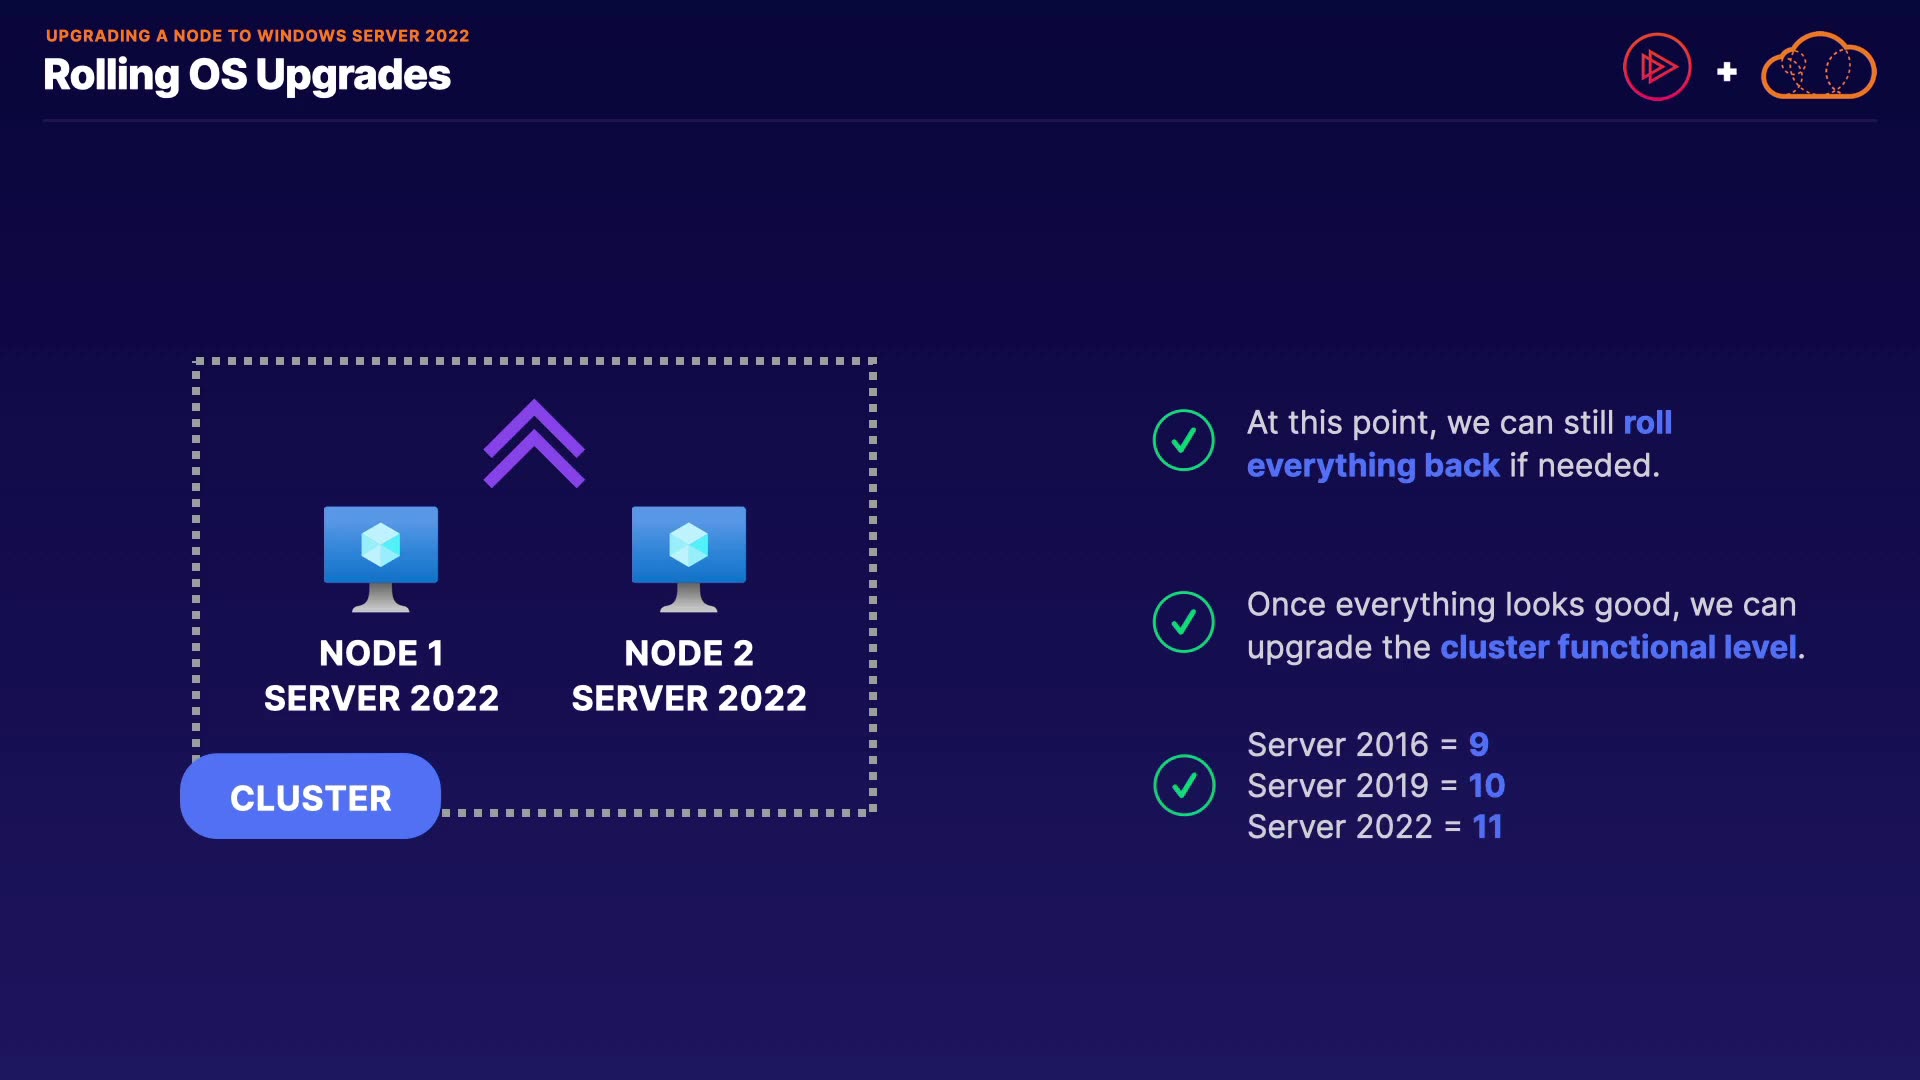 UPGRADING A NODE TO WINDOWS SERVER 2022
Rolling OS Upgrades
NODE 1
SERVER 2022
NODE 2
SERVER 2022
CLUSTER
At this point, we can still roll
everything back if needed.
Once everything looks good, we can
upgrade the cluster functional level.
Server 2016 = 9
Server 2019 = 10
Server 2022 = 11